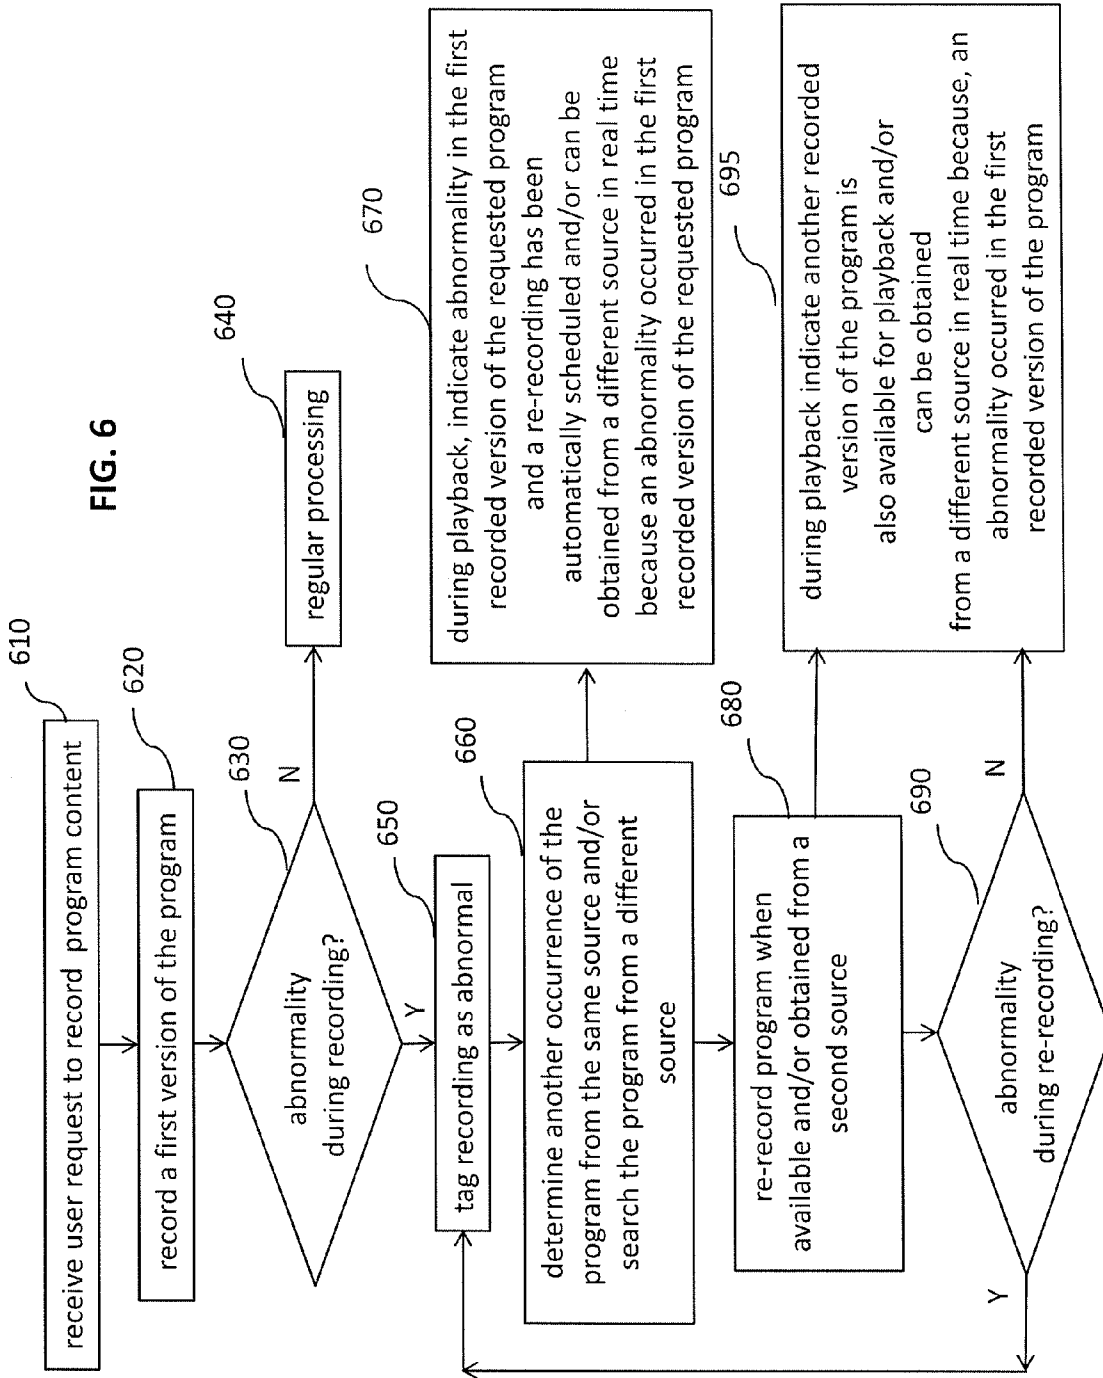 FIG. 6
610
receive user request to record program content
620
record a first version of the program
630
abnormality
during recording?
N
640
regular processing
Y
650
tag recording as abnormal
660
determine another occurrence of the
program from the same source and/or
search the program from a different
source
670
during playback, indicate abnormality in the first
recorded version of the requested program
and a re-recording has been
automatically scheduled and/or can be
obtained from a different source in real time
because an abnormality occurred in the first
recorded version of the requested program
680
re-record program when
available and/or obtained from a
second source
690
abnormality
during re-recording?
Y
N
695
during playback indicate another recorded
version of the program is
also available for playback and/or
can be obtained
from a different source in real time because, an
abnormality occurred in the first
recorded version of the program